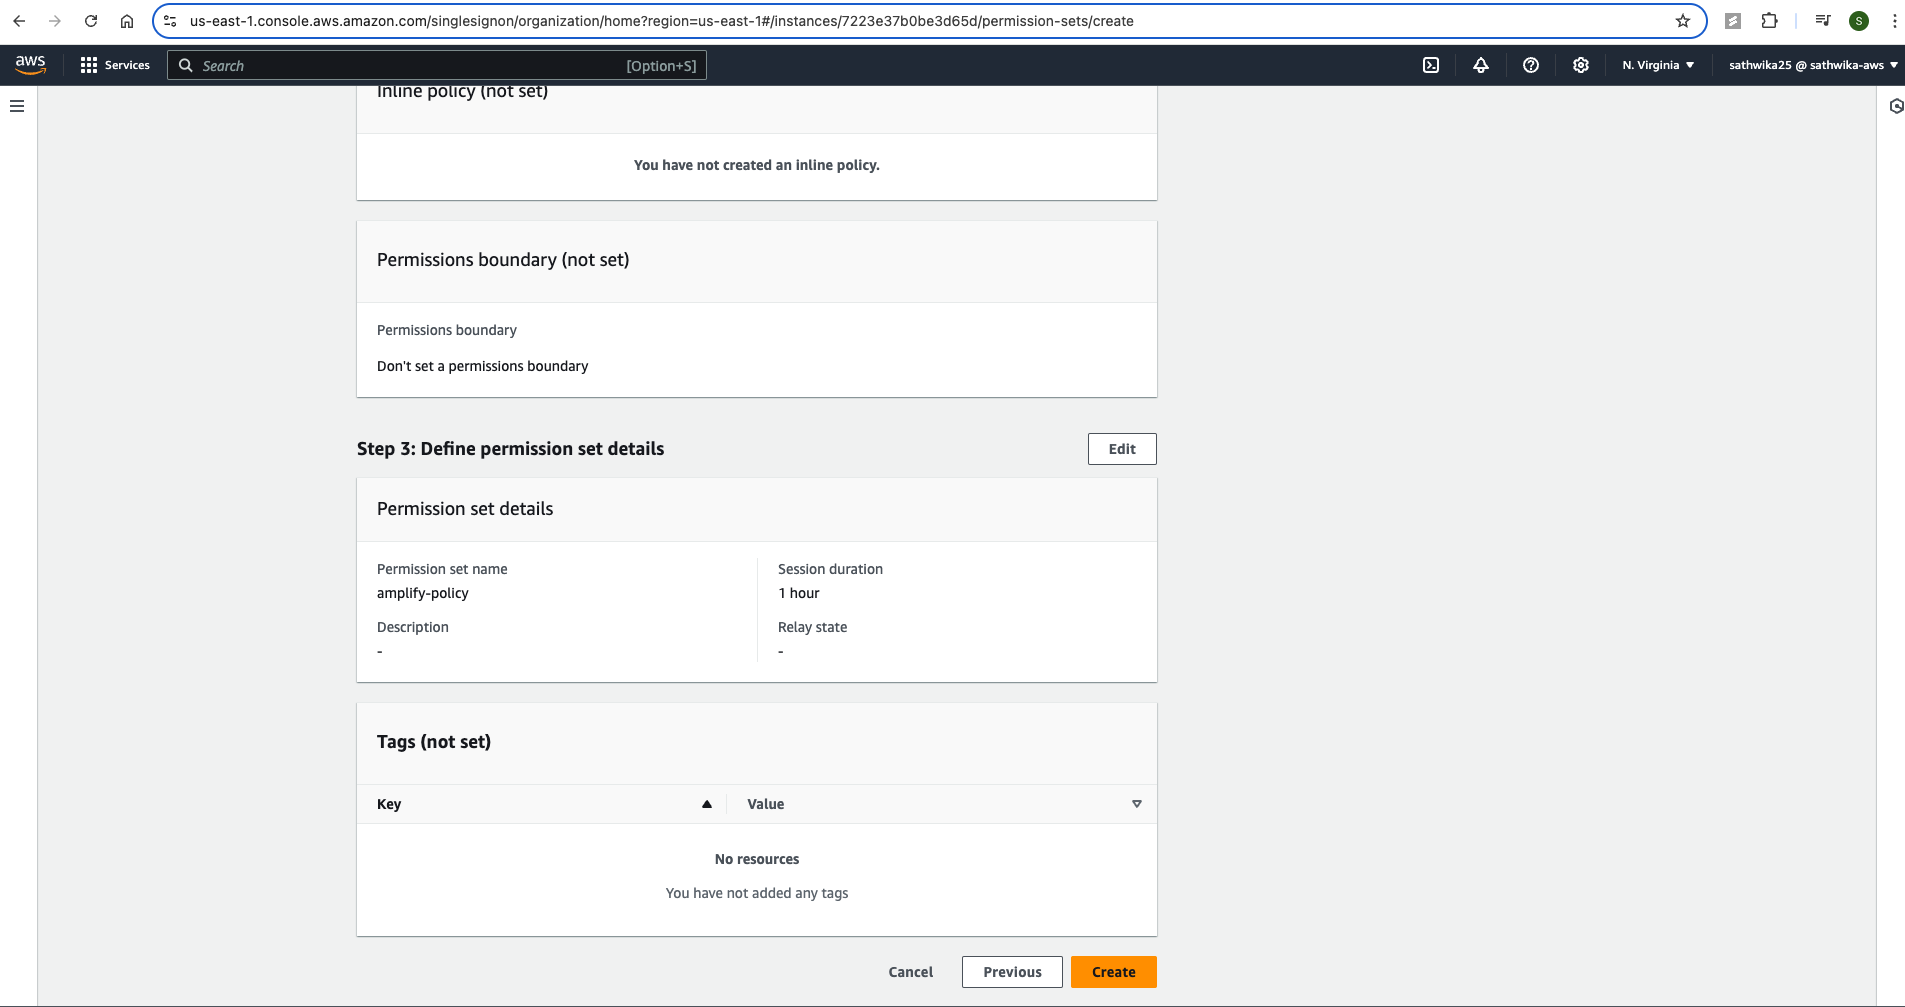 us-east-1.console.aws.amazon.com/singlesignon/organization/home?region=us-east-1#/instances/7223e37b0be3d65d/permission-sets/create
S
aws Services Search [Option+S] N. Virginia sathwika25 @ sathwika-aws
Inline policy (not set)
You have not created an inline policy.
Permissions boundary (not set)
Permissions boundary
Don't set a permissions boundary
Step 3: Define permission set details Edit
Permission set details
Permission set name Session duration
amplify-policy 1 hour
Description Relay state
- -
Tags (not set)
Key Value
No resources
You have not added any tags
Cancel Previous Create